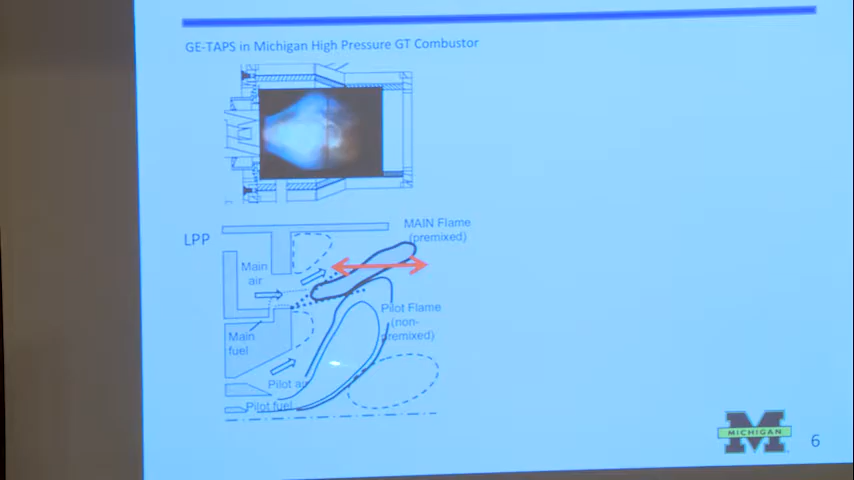 GE-TAPS in Michigan High Pressure GT Combustor
LPP
MAIN Flame
(premixed)
Main
air
Pilot Flame
(non-
premixed)
Main
fuel
Pilot air
Pilot fuel
MICHIGAN
6